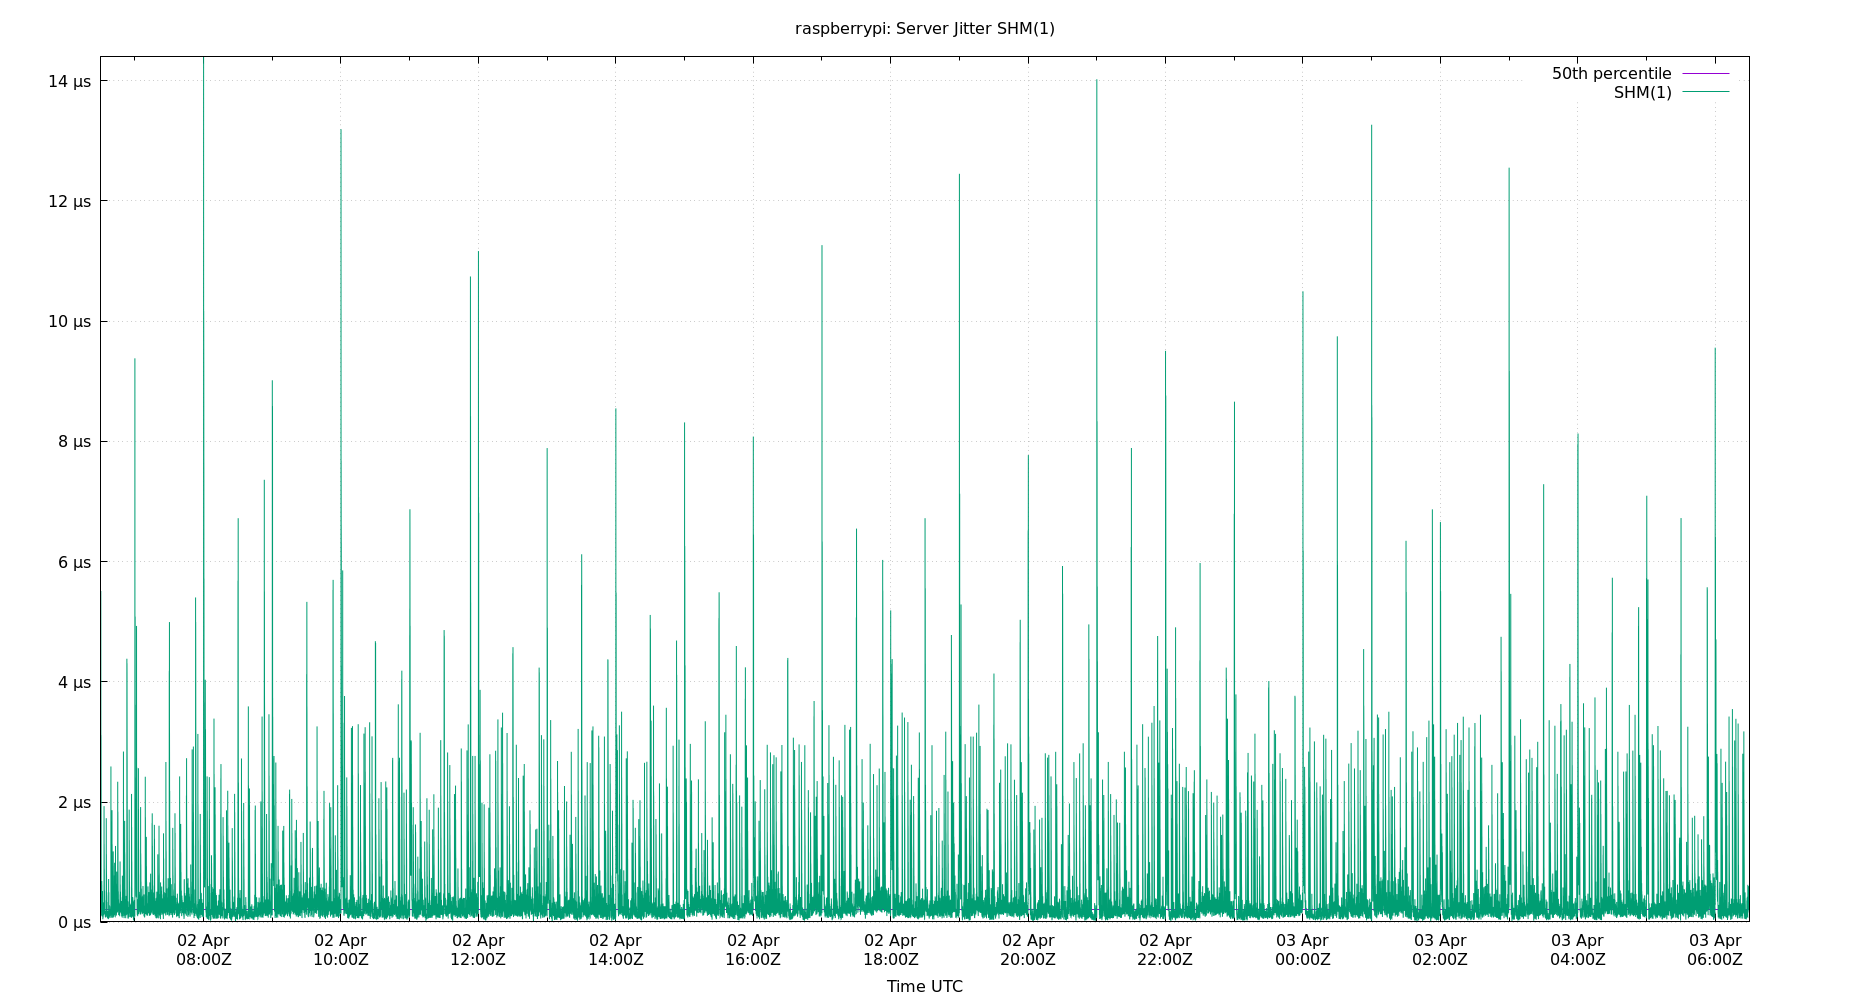 raspberrypi: Server Jitter SHM(1)
14 µs
12 µs
10 µs
8 µs
6 µs
4 µs
2 µs
0 µs
50th percentile
SHM(1)
02 Apr 02 Apr 02 Apr 02 Apr 02 Apr 02 Apr 02 Apr 02 Apr 03 Apr 03 Apr 03 Apr 03 Apr
08:00Z 10:00Z 12:00Z 14:00Z 16:00Z 18:00Z 20:00Z 22:00Z 00:00Z 02:00Z 04:00Z 06:00Z
Time UTC